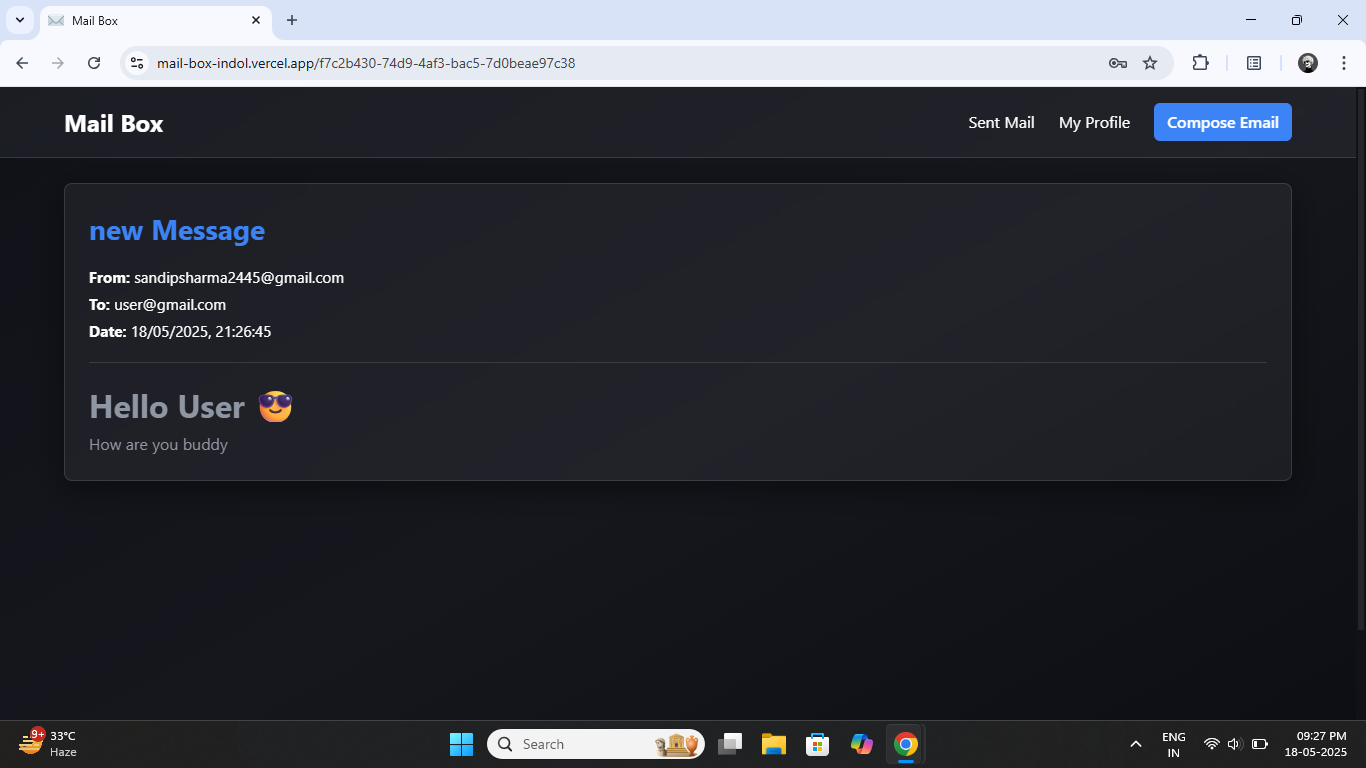 Mail Box
mail-box-indol.vercel.app/f7c2b430-74d9-4af3-bac5-7d0beae97c38
Mail Box
Sent Mail
My Profile
Compose Email
new Message
From: sandipsharma2445@gmail.com
To: user@gmail.com
Date: 18/05/2025, 21:26:45
Hello User 😎
How are you buddy
9+
33°C
Haze
Search
ENG
IN
09:27 PM
18-05-2025